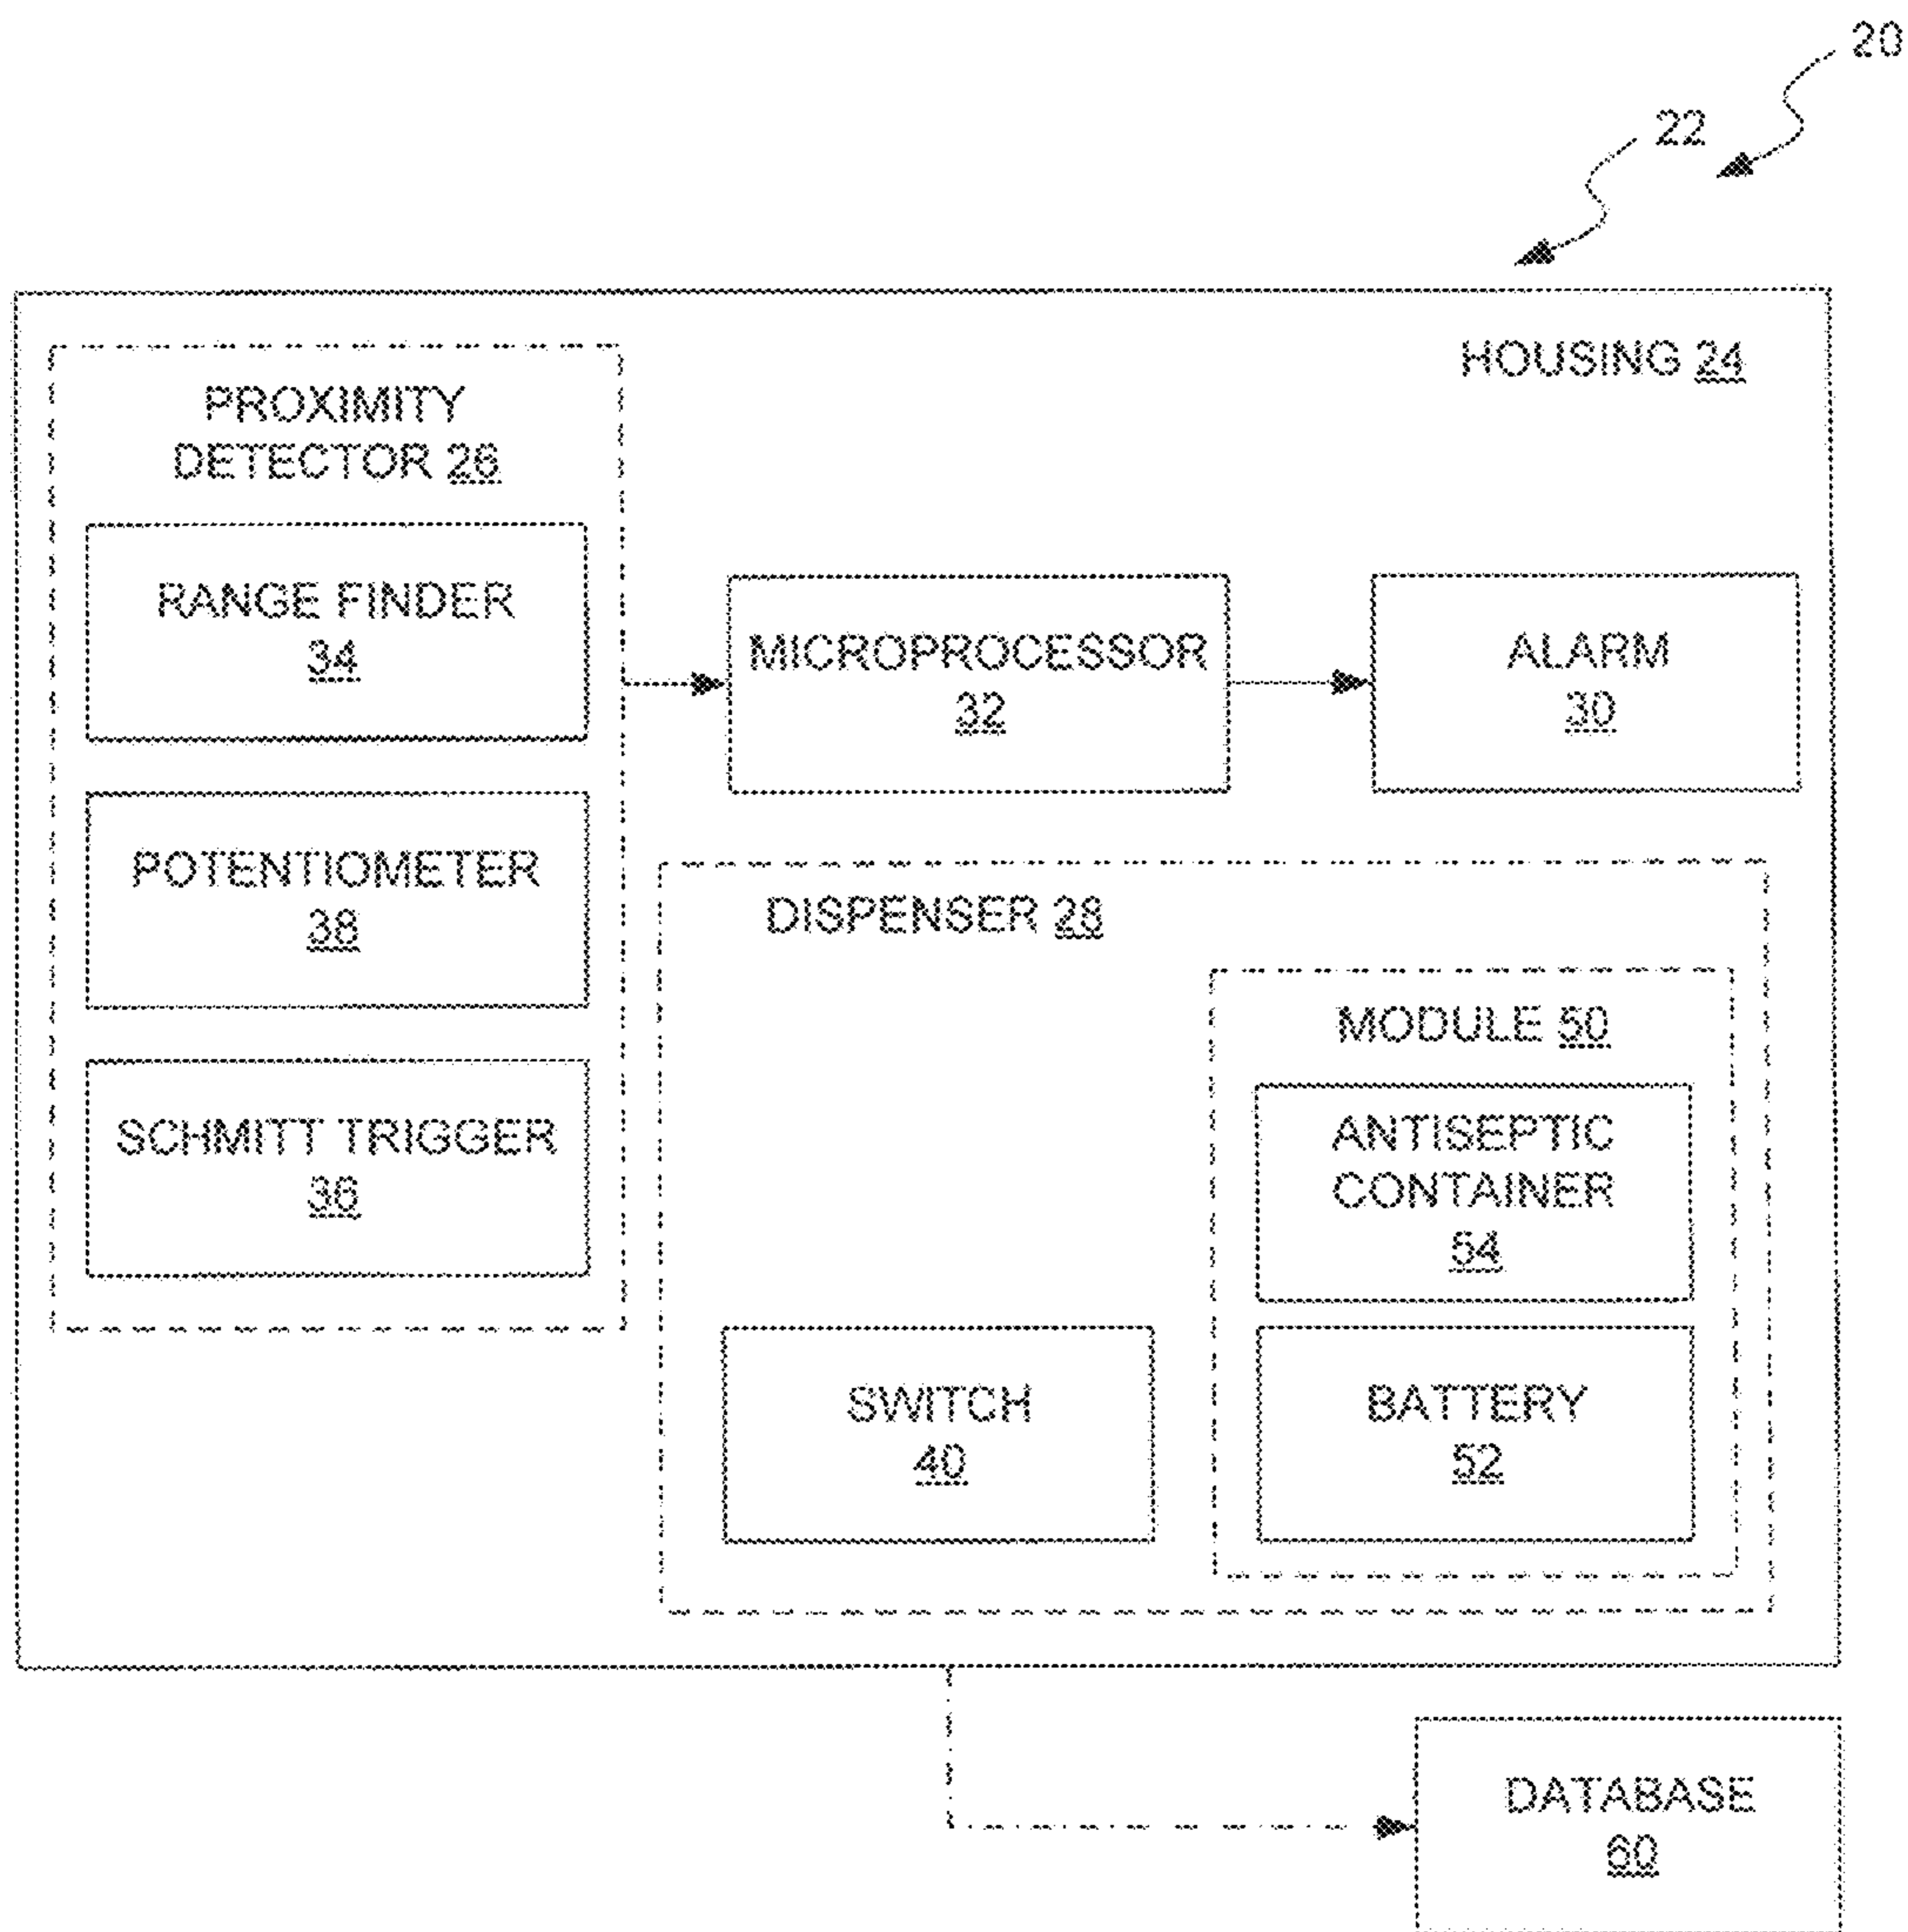 20
22
HOUSING 24
PROXIMITY
DETECTOR 26
RANGE FINDER
34
MICROPROCESSOR
32
ALARM
30
POTENTIOMETER
38
DISPENSER 28
MODULE 50
SCHMITT TRIGGER
36
ANTISEPTIC
CONTAINER
54
SWITCH
40
BATTERY
52
DATABASE
60